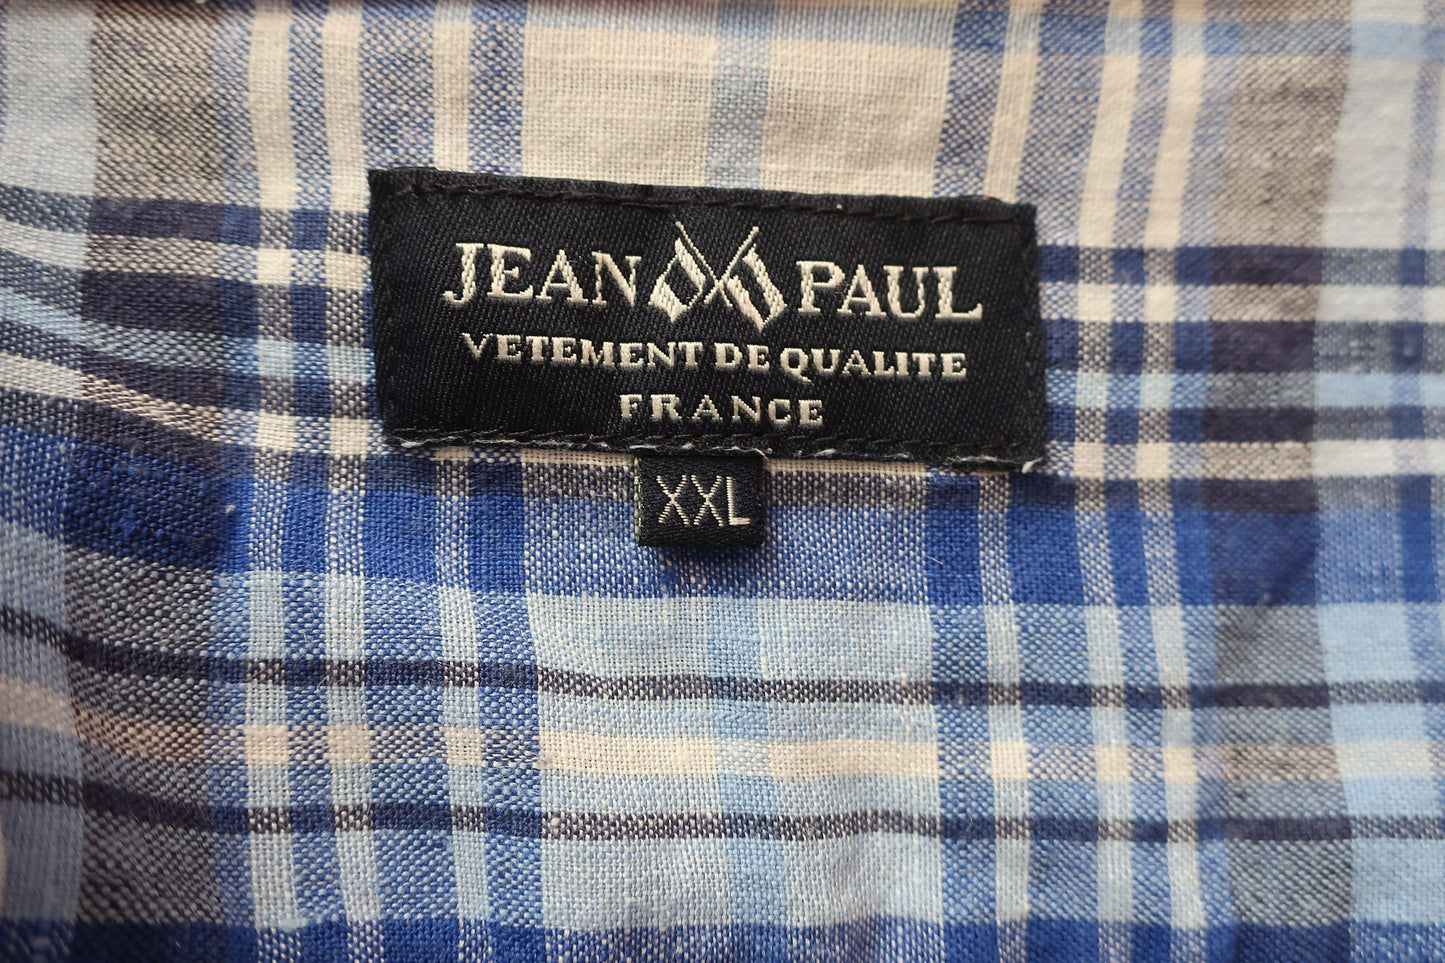 JEAN PAUL
VETEMENT DE QUALITE
FRANCE
XXL